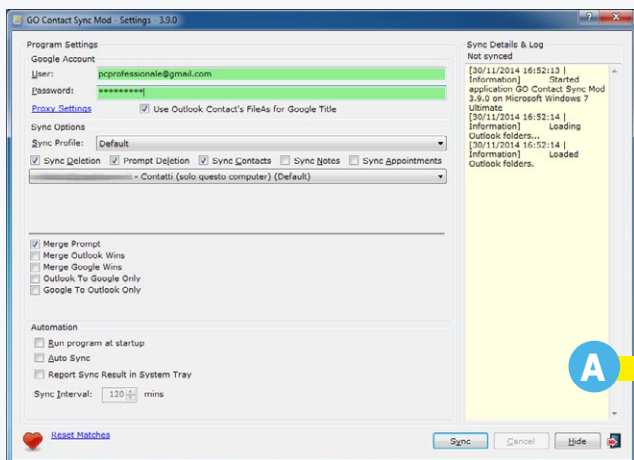 GO Contact Sync Mod - Settings - 3.9.0
Program Settings
Google Account
User: pcprofessionale@gmail.com
Password: *********
Proxy Settings Use Outlook Contact's FileAs for Google Title
Sync Options
Sync Profile: Default
Sync Deletion Prompt Deletion Sync Contacts Sync Notes Sync Appointments
- Contatti (solo questo computer) (Default)
Merge Prompt
Merge Outlook Wins
Merge Google Wins
Outlook To Google Only
Google To Outlook Only
Automation
Run program at startup
Auto Sync
Report Sync Result in System Tray
Sync Interval: 120 mins
Reset Matches
Sync Details & Log
Not synced
[30/11/2014 16:52:13 |
Information] Started
application GO Contact Sync Mod
3.9.0 on Microsoft Windows 7
Ultimate
[30/11/2014 16:52:14 |
Information] Loading
Outlook folders...
[30/11/2014 16:52:14 |
Information] Loaded
Outlook folders.
A
Sync Cancel Hide